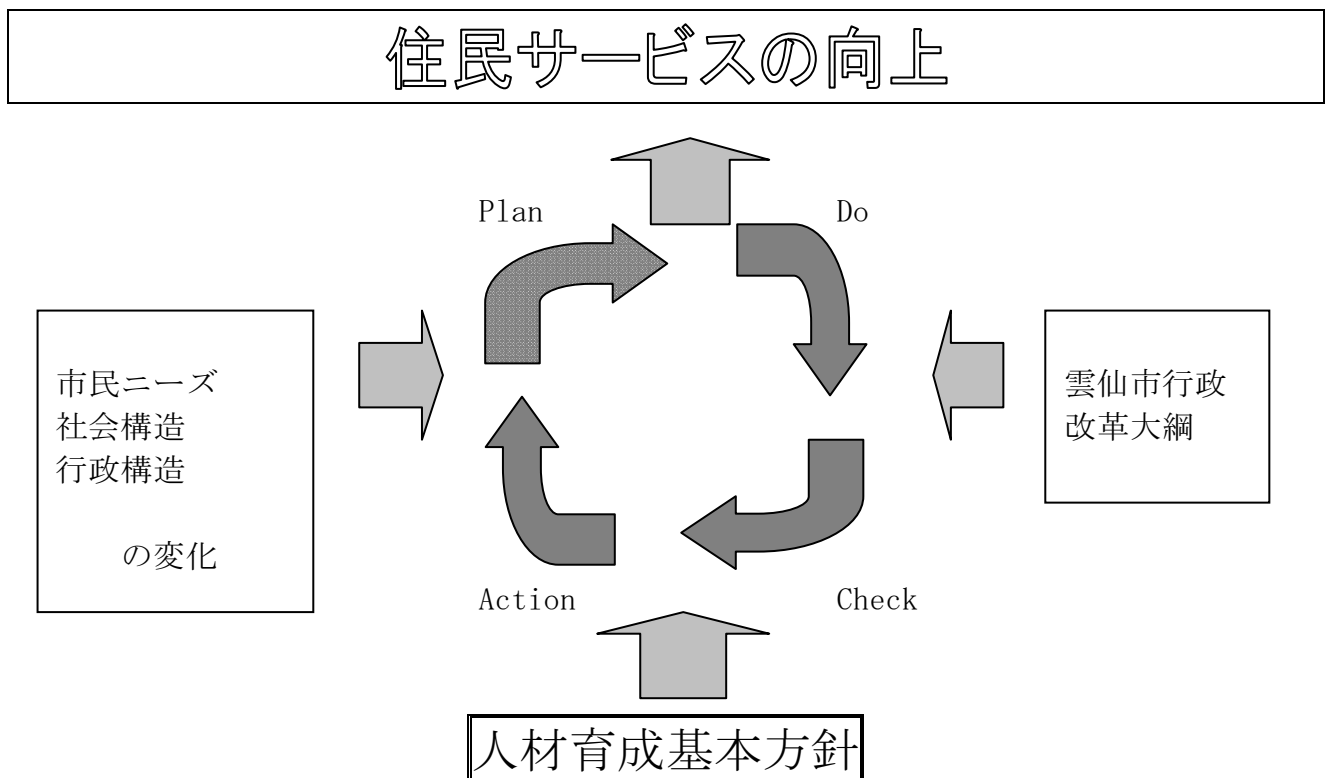 住民サービスの向上
Plan
Do
市民ニーズ
社会構造
行政構造
の変化
雲仙市行政
改革大綱
Action
Check
人材育成基本方針